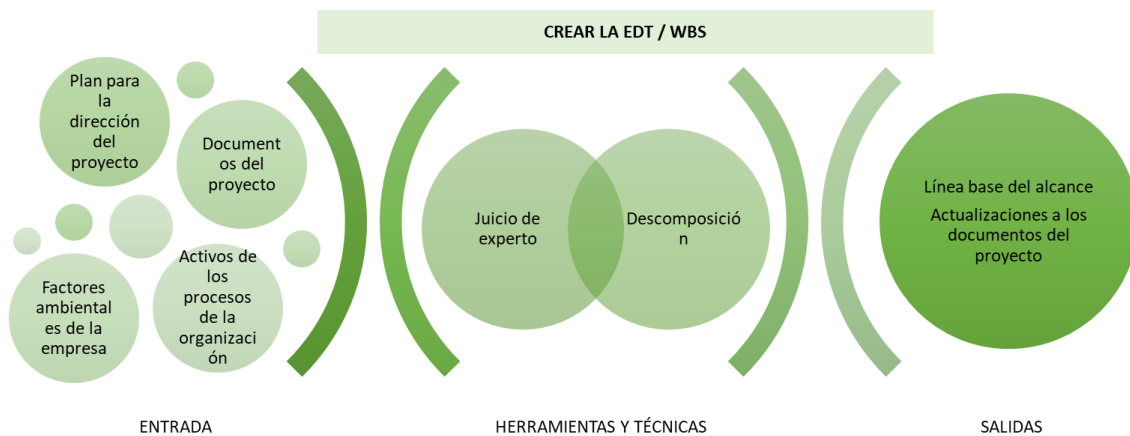 CREAR LA EDT / WBS
Plan para
la
dirección
del
proyecto
Document
os del
proyecto
Factores
ambiental
es de la
empresa
Activos de
los
procesos
de la
organizaci
ón
Juicio de
experto
Descomposició
n
Línea base del alcance
Actualizaciones a los
documentos del
proyecto
ENTRADA
HERRAMIENTAS Y TÉCNICAS
SALIDAS